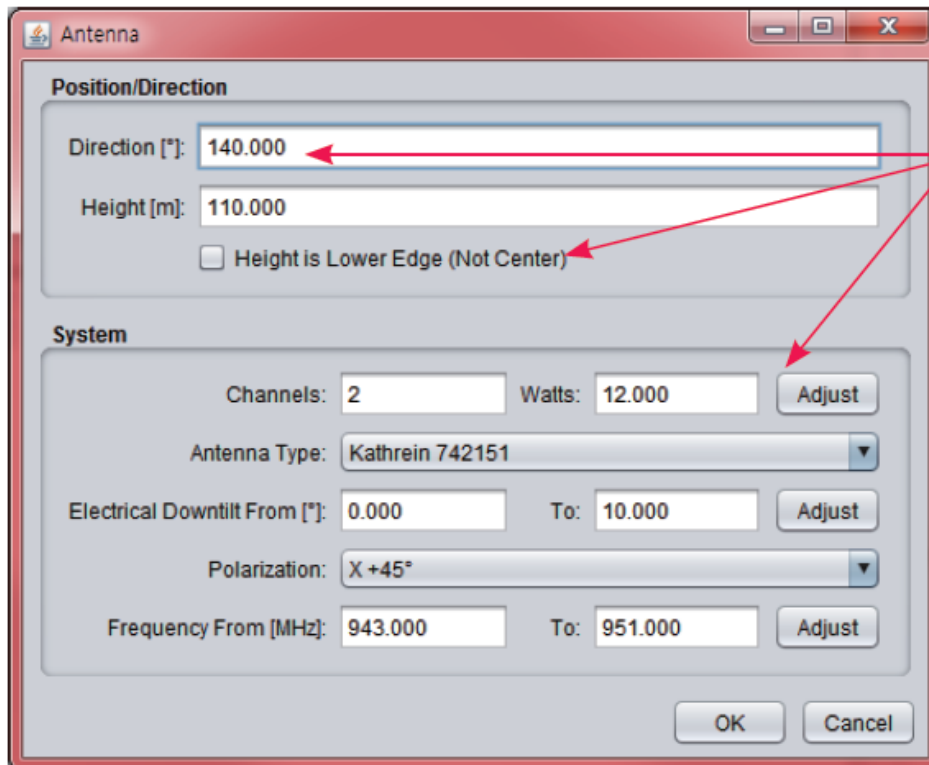 Antenna
Position/Direction
Direction [°]: 140.000
Height [m]: 110.000
Height is Lower Edge (Not Center)
System
Channels: 2 Watts: 12.000 Adjust
Antenna Type: Kathrein 742151
Electrical Downtilt From [°]: 0.000 To: 10.000 Adjust
Polarization: X +45°
Frequency From [MHz]: 943.000 To: 951.000 Adjust
OK Cancel